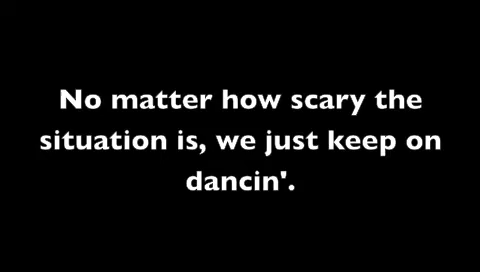 No matter how scary the
situation is, we just keep on
dancin'.